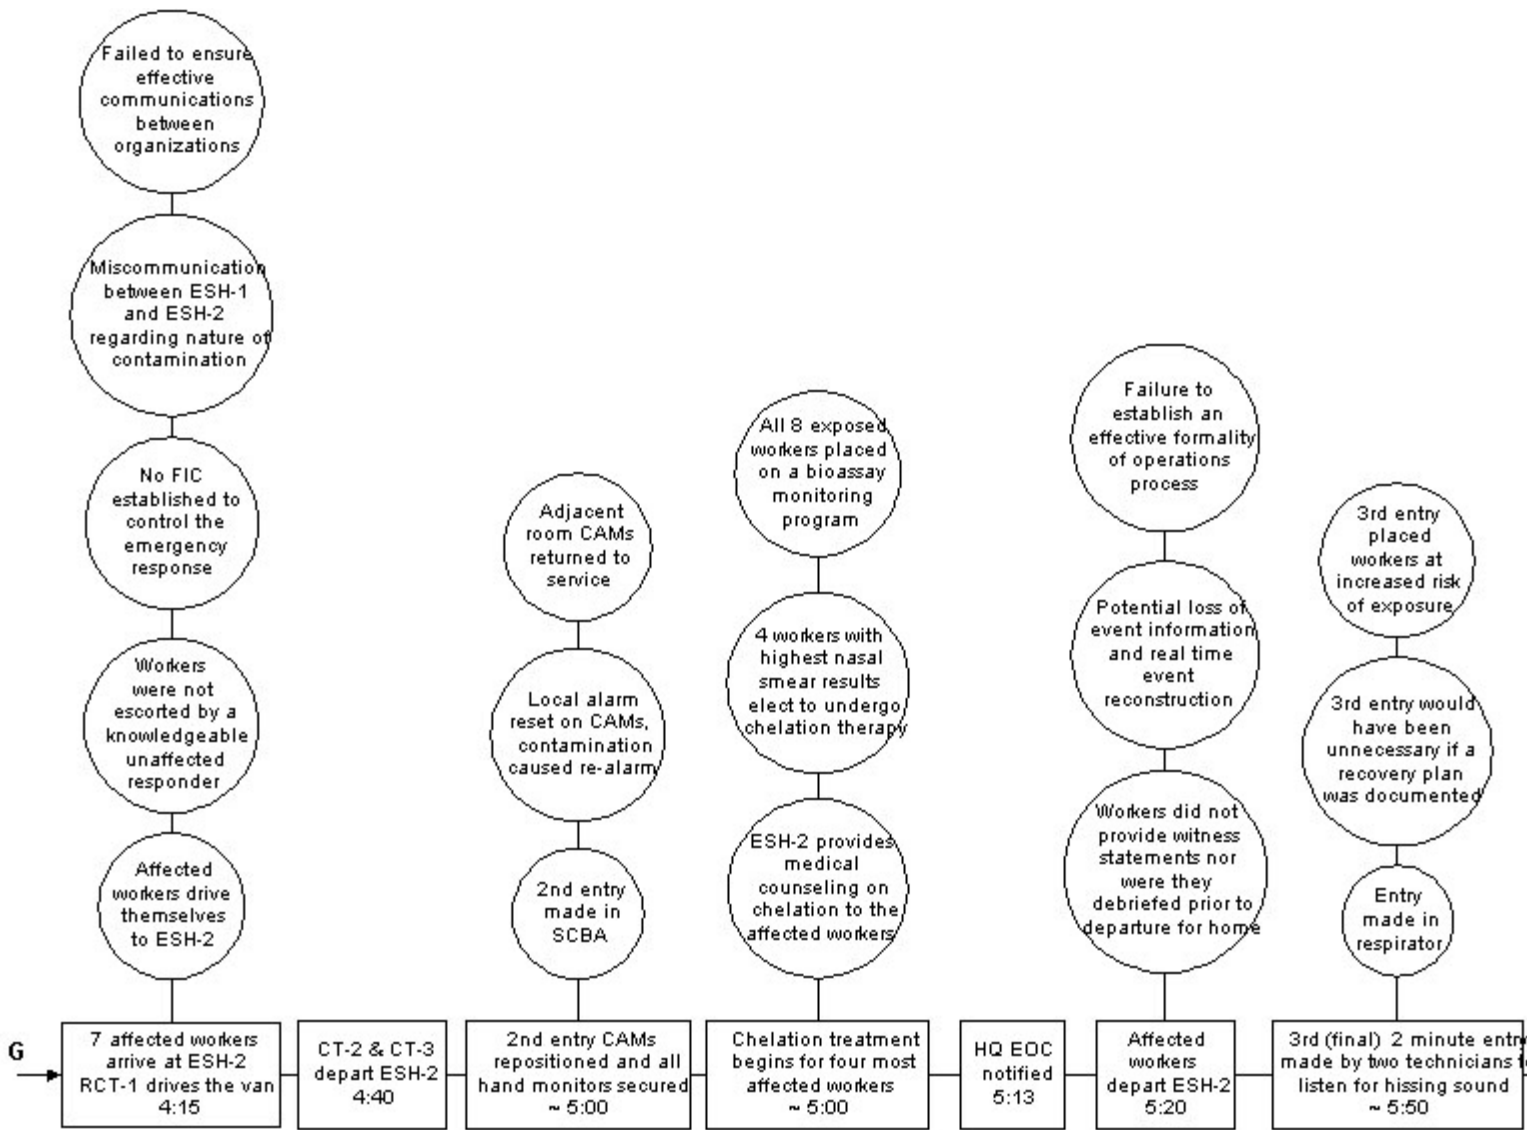 Failed to ensure
effective
communications
between
organizations
Miscommunication
between ESH-1
and ESH-2
regarding nature of
contamination
No FIC
established to
control the
emergency
response
Workers
were not
escorted by a
knowledgeable
unaffected
responder
Affected
workers drive
themselves
to ESH-2
G
7 affected workers
arrive at ESH-2
RCT-1 drives the van
4:15
CT-2 & CT-3
depart ESH-2
4:40
Adjacent
room CAMs
returned to
service
Local alarm
reset on CAMs,
contamination
caused re-alarm
2nd entry
made in
SCBA
2nd entry CAMs
repositioned and all
hand monitors secured
~ 5:00
All 8 exposed
workers placed
on a bioassay
monitoring
program
4 workers with
highest nasal
smear results
elect to undergo
chelation therapy
ESH-2 provides
medical
counseling on
chelation to the
affected workers
Chelation treatment
begins for four most
affected workers
~ 5:00
HQ EOC
notified
5:13
Failure to
establish an
effective formality
of operations
process
Potential loss of
event information
and real time
event
reconstruction
Workers did not
provide witness
statements nor
were they
debriefed prior to
departure for home
Affected
workers
depart ESH-2
5:20
3rd entry
placed
workers at
increased risk
of exposure
3rd entry would
have been
unnecessary if a
recovery plan
was documented
Entry
made in
respirator
3rd (final) 2 minute entry
made by two technicians to
listen for hissing sound
~ 5:50